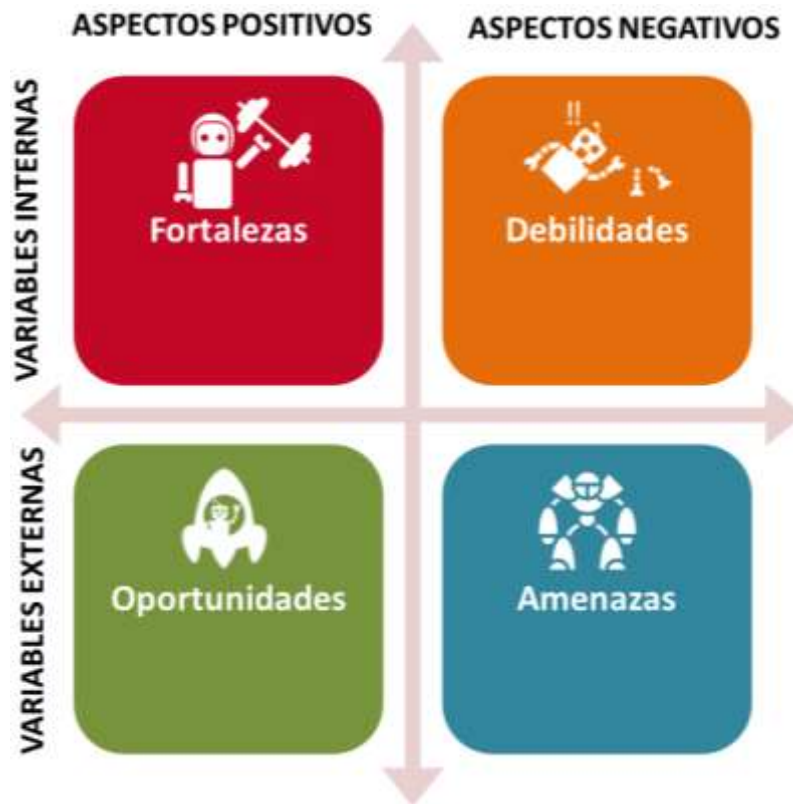 ASPECTOS POSITIVOS
ASPECTOS NEGATIVOS
VARIABLES INTERNAS
!!
Fortalezas
Debilidades
VARIABLES EXTERNAS
Oportunidades
Amenazas